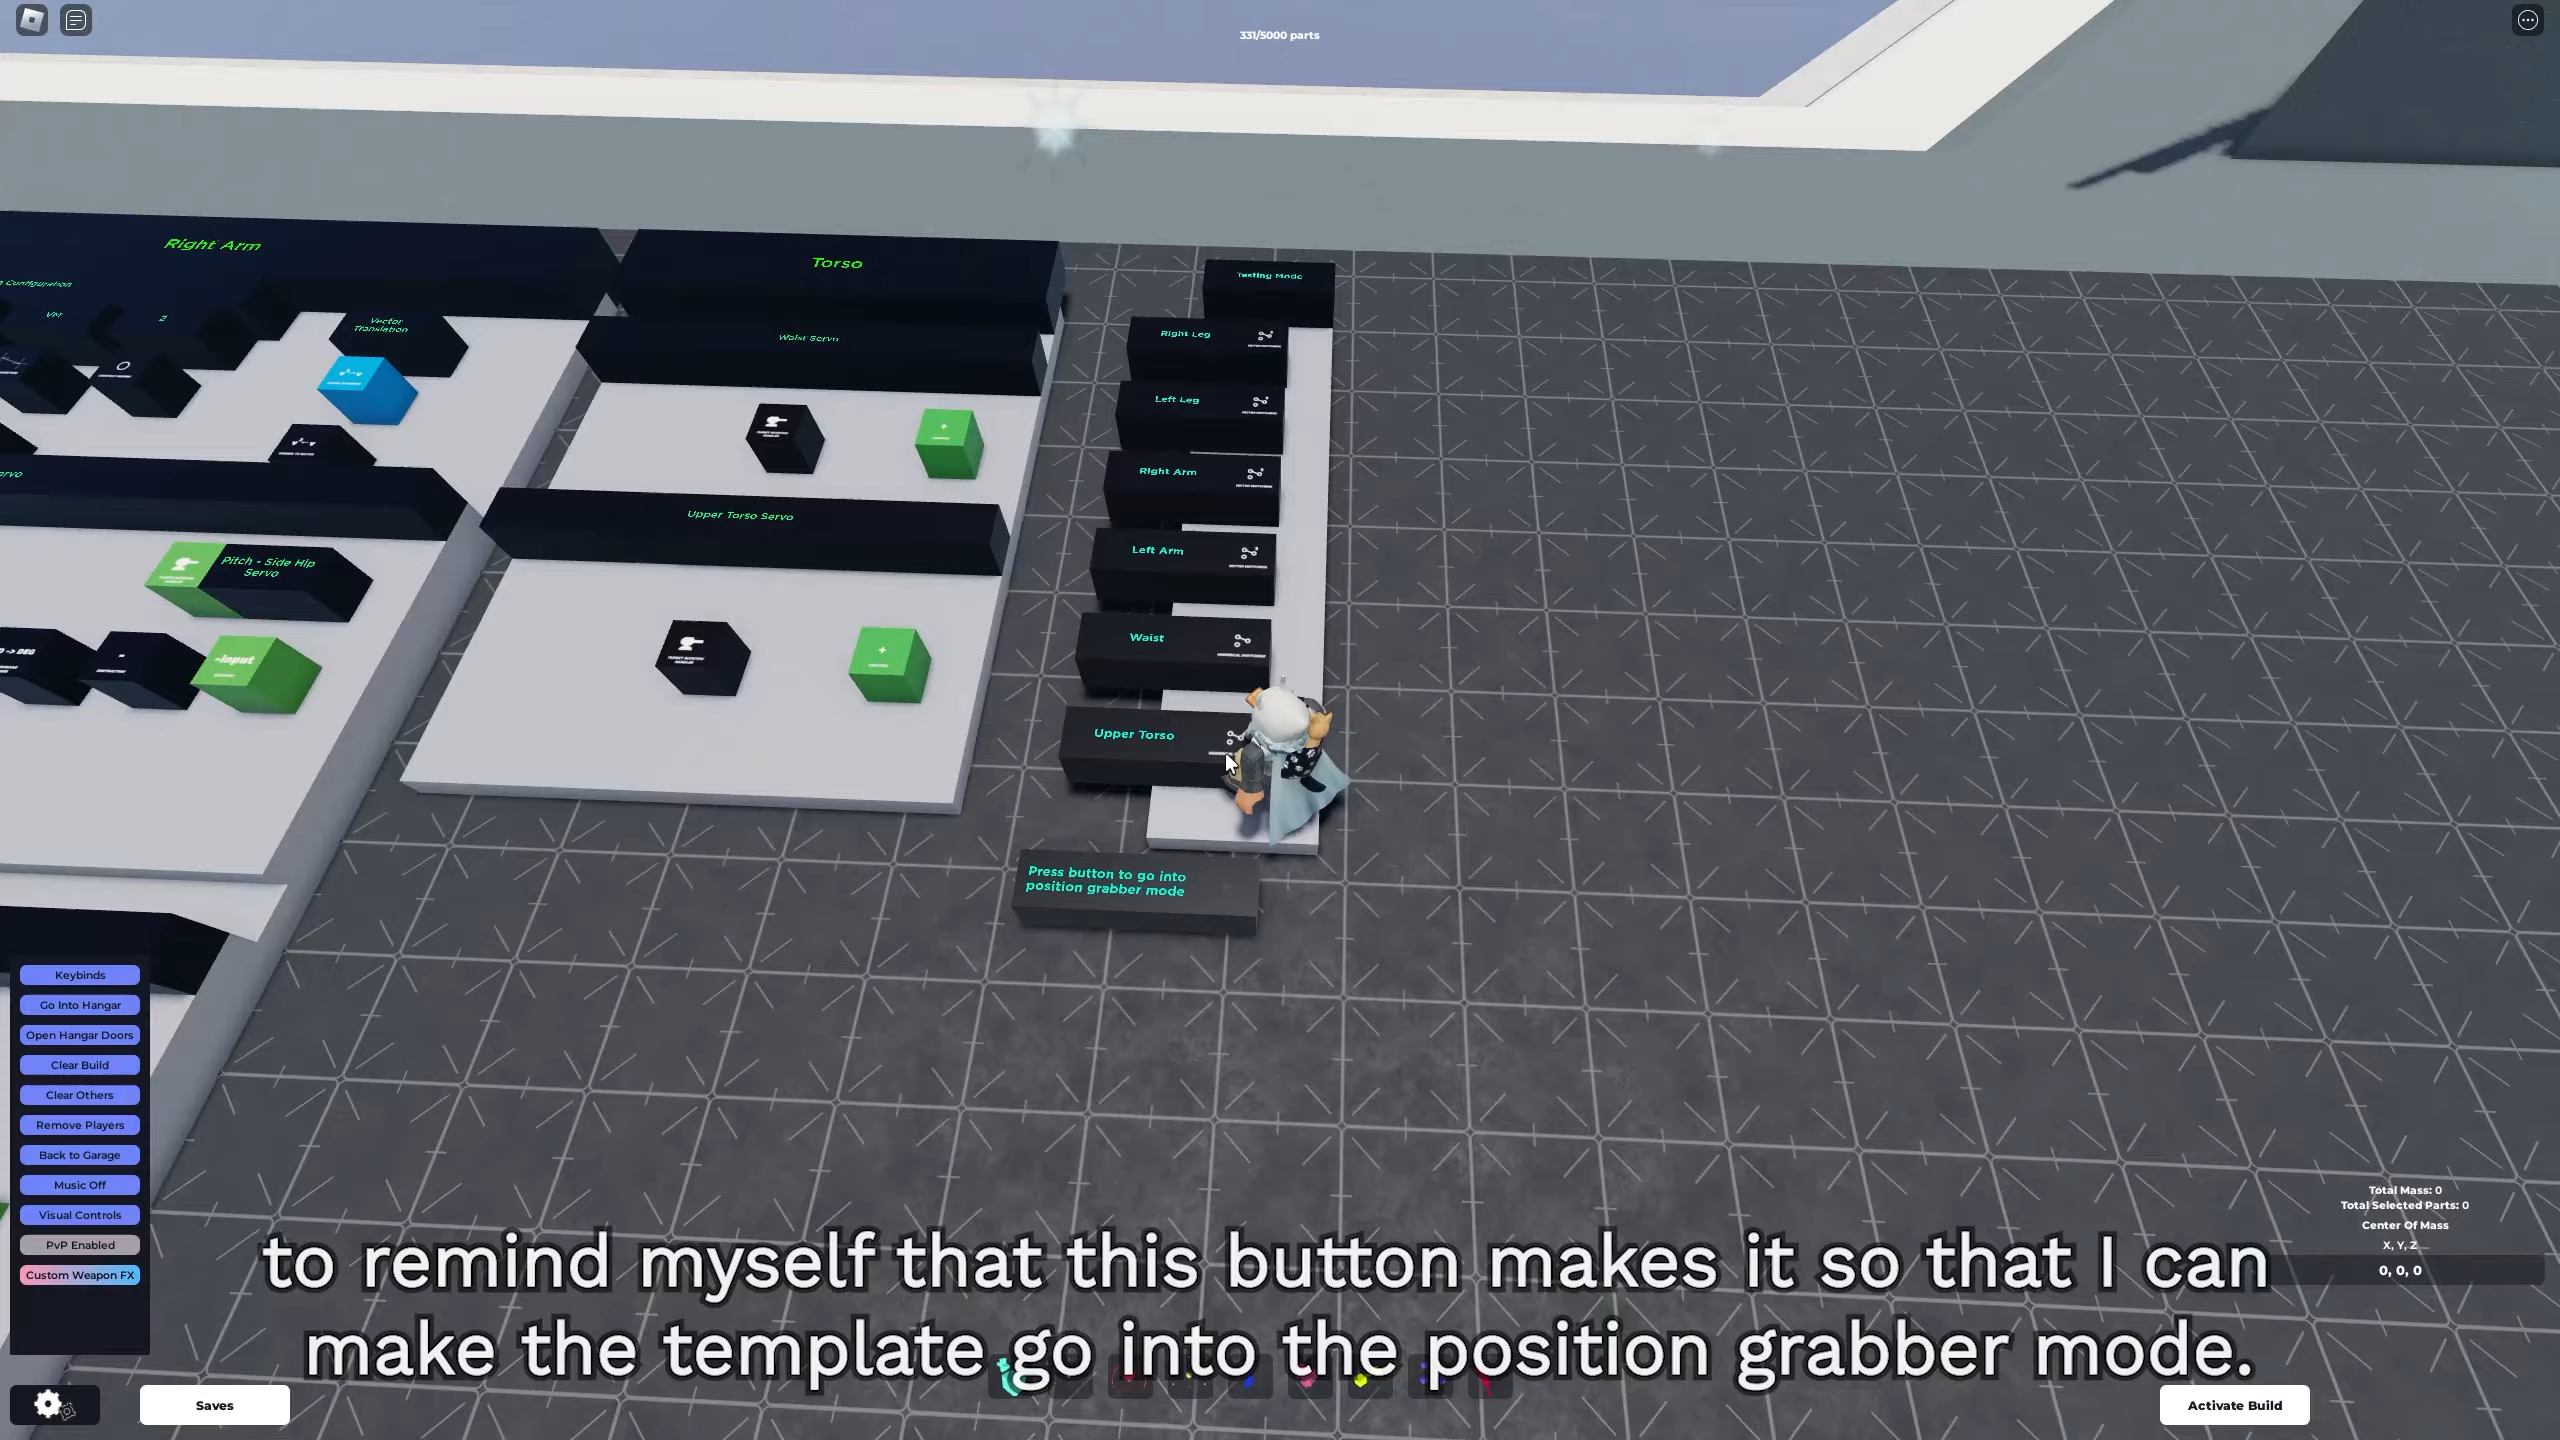 331/5000 parts
Right Arm
Configuration
VM
Z
Vector
Translation
Torso
Waist Servo
Upper Torso Servo
Pitch - Side Hip
Servo
-> DEG
-Input
Testing Mode
Right Leg
Left Leg
Right Arm
Left Arm
Waist
Upper Torso
Press button to go into
position grabber mode
Keybinds
Go Into Hangar
Open Hangar Doors
Clear Build
Clear Others
Remove Players
Back to Garage
Music Off
Visual Controls
PvP Enabled
Custom Weapon FX
Total Mass: 0
Total Selected Parts: 0
Center Of Mass
X, Y, Z
0, 0, 0
to remind myself that this button makes it so that I can
make the template go into the position grabber mode.
Saves
Activate Build